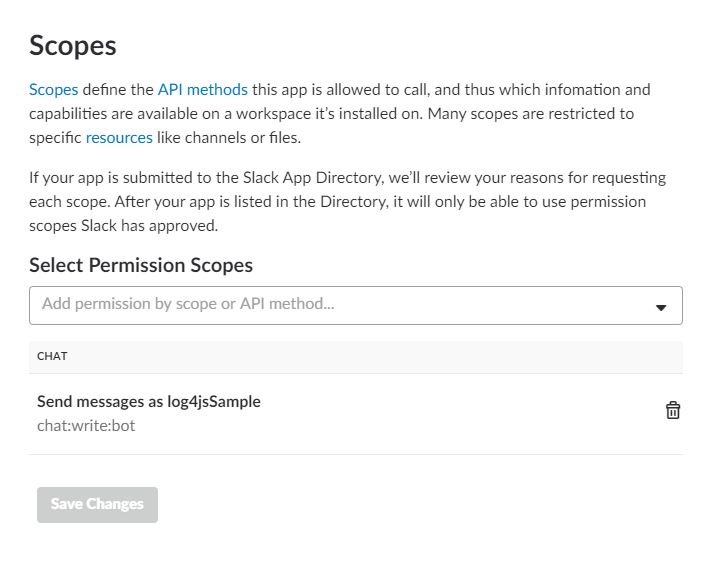 Scopes
Scopes define the API methods this app is allowed to call, and thus which infomation and
capabilities are available on a workspace it’s installed on. Many scopes are restricted to
specific resources like channels or files.
If your app is submitted to the Slack App Directory, we’ll review your reasons for requesting
each scope. After your app is listed in the Directory, it will only be able to use permission
scopes Slack has approved.
Select Permission Scopes
Add permission by scope or API method...
CHAT
Send messages as log4jsSample
chat:write:bot
Save Changes